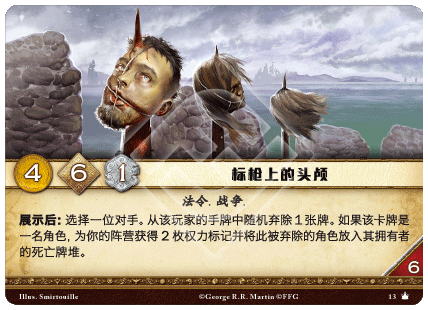 4 6 1 标枪上的头颅
法令. 战争.
展示后: 选择一位对手。从该玩家的手牌中随机弃除1张牌。如果该卡牌是
一名角色，为你的阵营获得2枚权力标记并将此被弃除的角色放入其拥有者
的死亡牌堆。
6
Illus. Smirtouille ©George R.R. Martin ©FFG 13